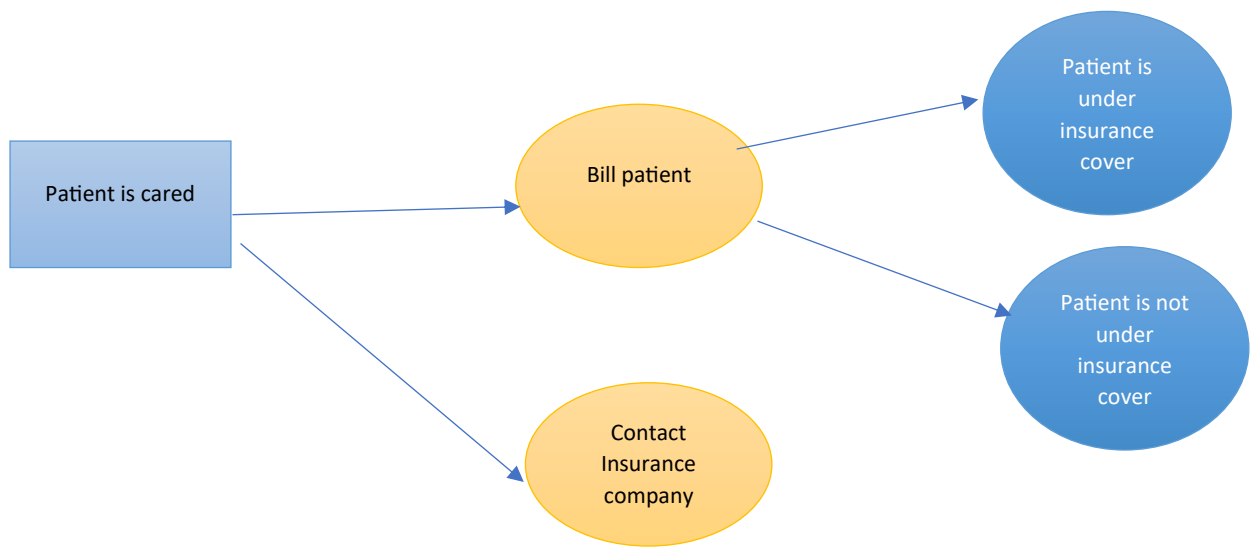 Patient is cared
Bill patient
Patient is
under
insurance
cover
Patient is not
under
insurance
cover
Contact
Insurance
company